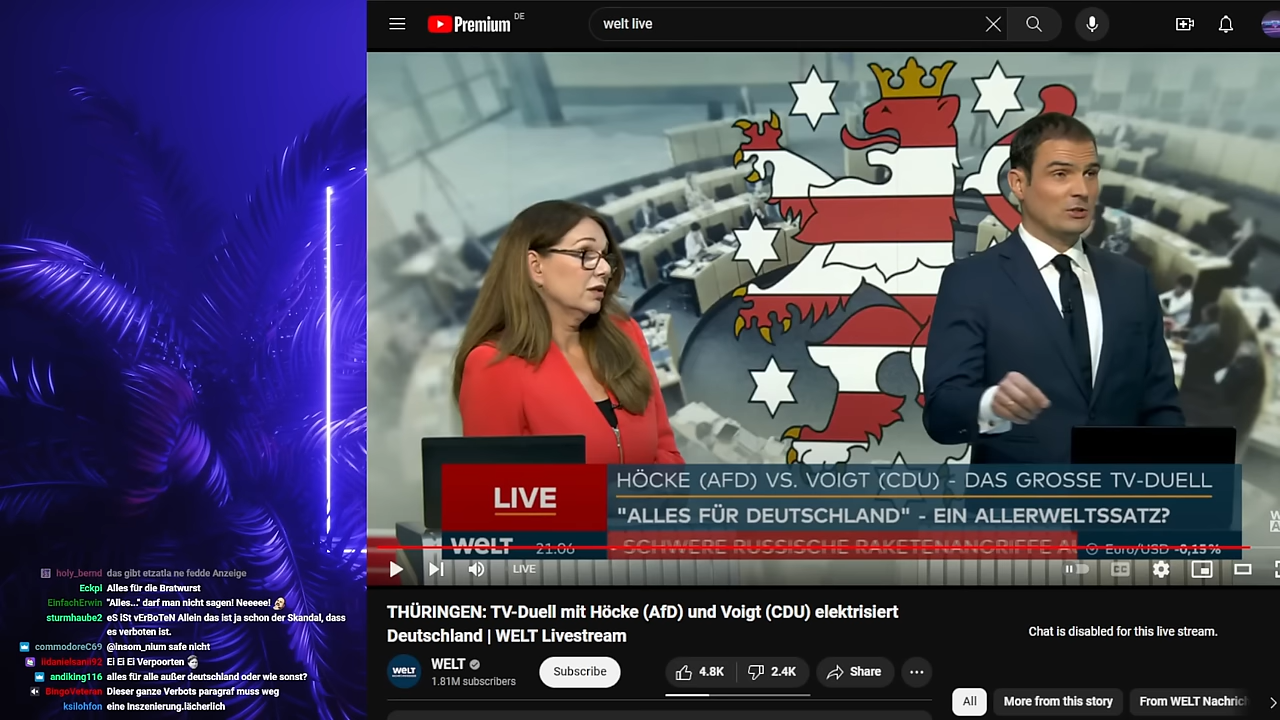 Premium DE
welt live
HÖCKE (AFD) VS. VOIGT (CDU) - DAS GROSSE TV-DUELL
LIVE
"ALLES FÜR DEUTSCHLAND" - EIN ALLERWELTSSATZ?
WELT 21:06 - SCHWERE RUSSISCHE RAKETENANGRIFFE A Euro/USD -0,15%
LIVE
THÜRINGEN: TV-Duell mit Höcke (AfD) und Voigt (CDU) elektrisiert
Deutschland | WELT Livestream
Chat is disabled for this live stream.
WELT
1.81M subscribers
Subscribe
4.8K
2.4K
Share
All
More from this story
From WELT Nachric
holy_bernd das gibt etzatla ne fedde Anzeige
Eckpi Alles für die Bratwurst
EinfachErwin "Alles..." darf man nicht sagen! Neeeee!
sturmhaube2 eS iSt vErBoTeN Allein das ist ja schon der Skandal, dass
es verboten ist.
commodoreC69 @insom_nium safe nicht
iidanielsanii92 Ei Ei Ei Verpoorten
andiking116 alles für alle außer deutschland oder wie sonst?
BingoVeteran Dieser ganze Verbots paragraf muss weg
ksilohfon eine Inszenierung.lächerlich